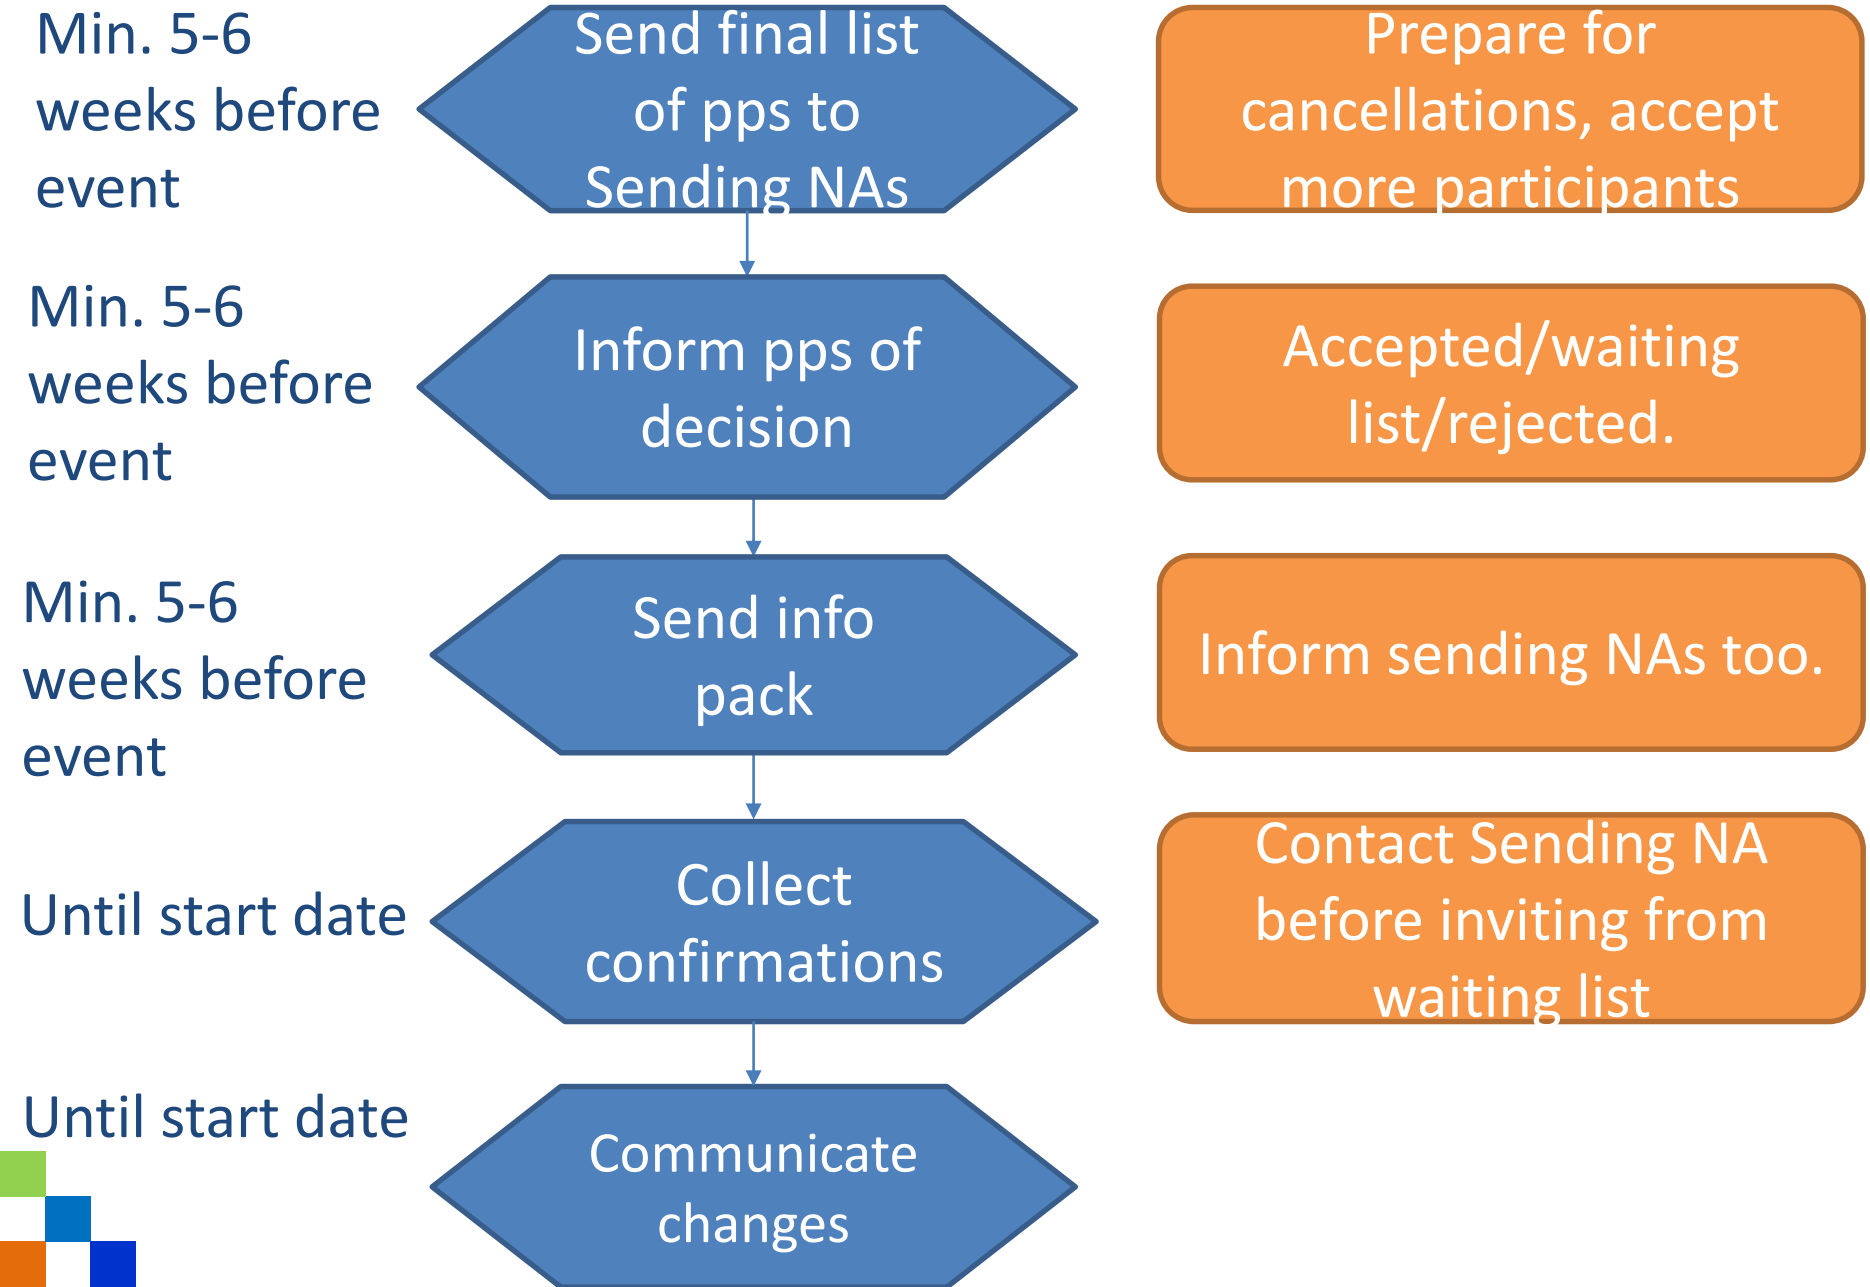 Min. 5-6
weeks before
event
Send final list
of pps to
Sending NAs
Prepare for
cancellations, accept
more participants
Min. 5-6
weeks before
event
Inform pps of
decision
Accepted/waiting
list/rejected.
Min. 5-6
weeks before
event
Send info
pack
Inform sending NAs too.
Until start date
Collect
confirmations
Contact Sending NA
before inviting from
waiting list
Until start date
Communicate
changes